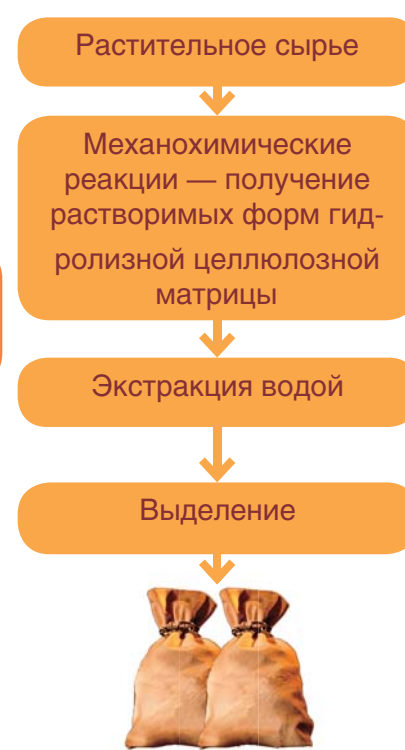 Растительное сырье
Механохимические
реакции — получение
растворимых форм гид-
ролизной целлюлозной
матрицы
Экстракция водой
Выделение